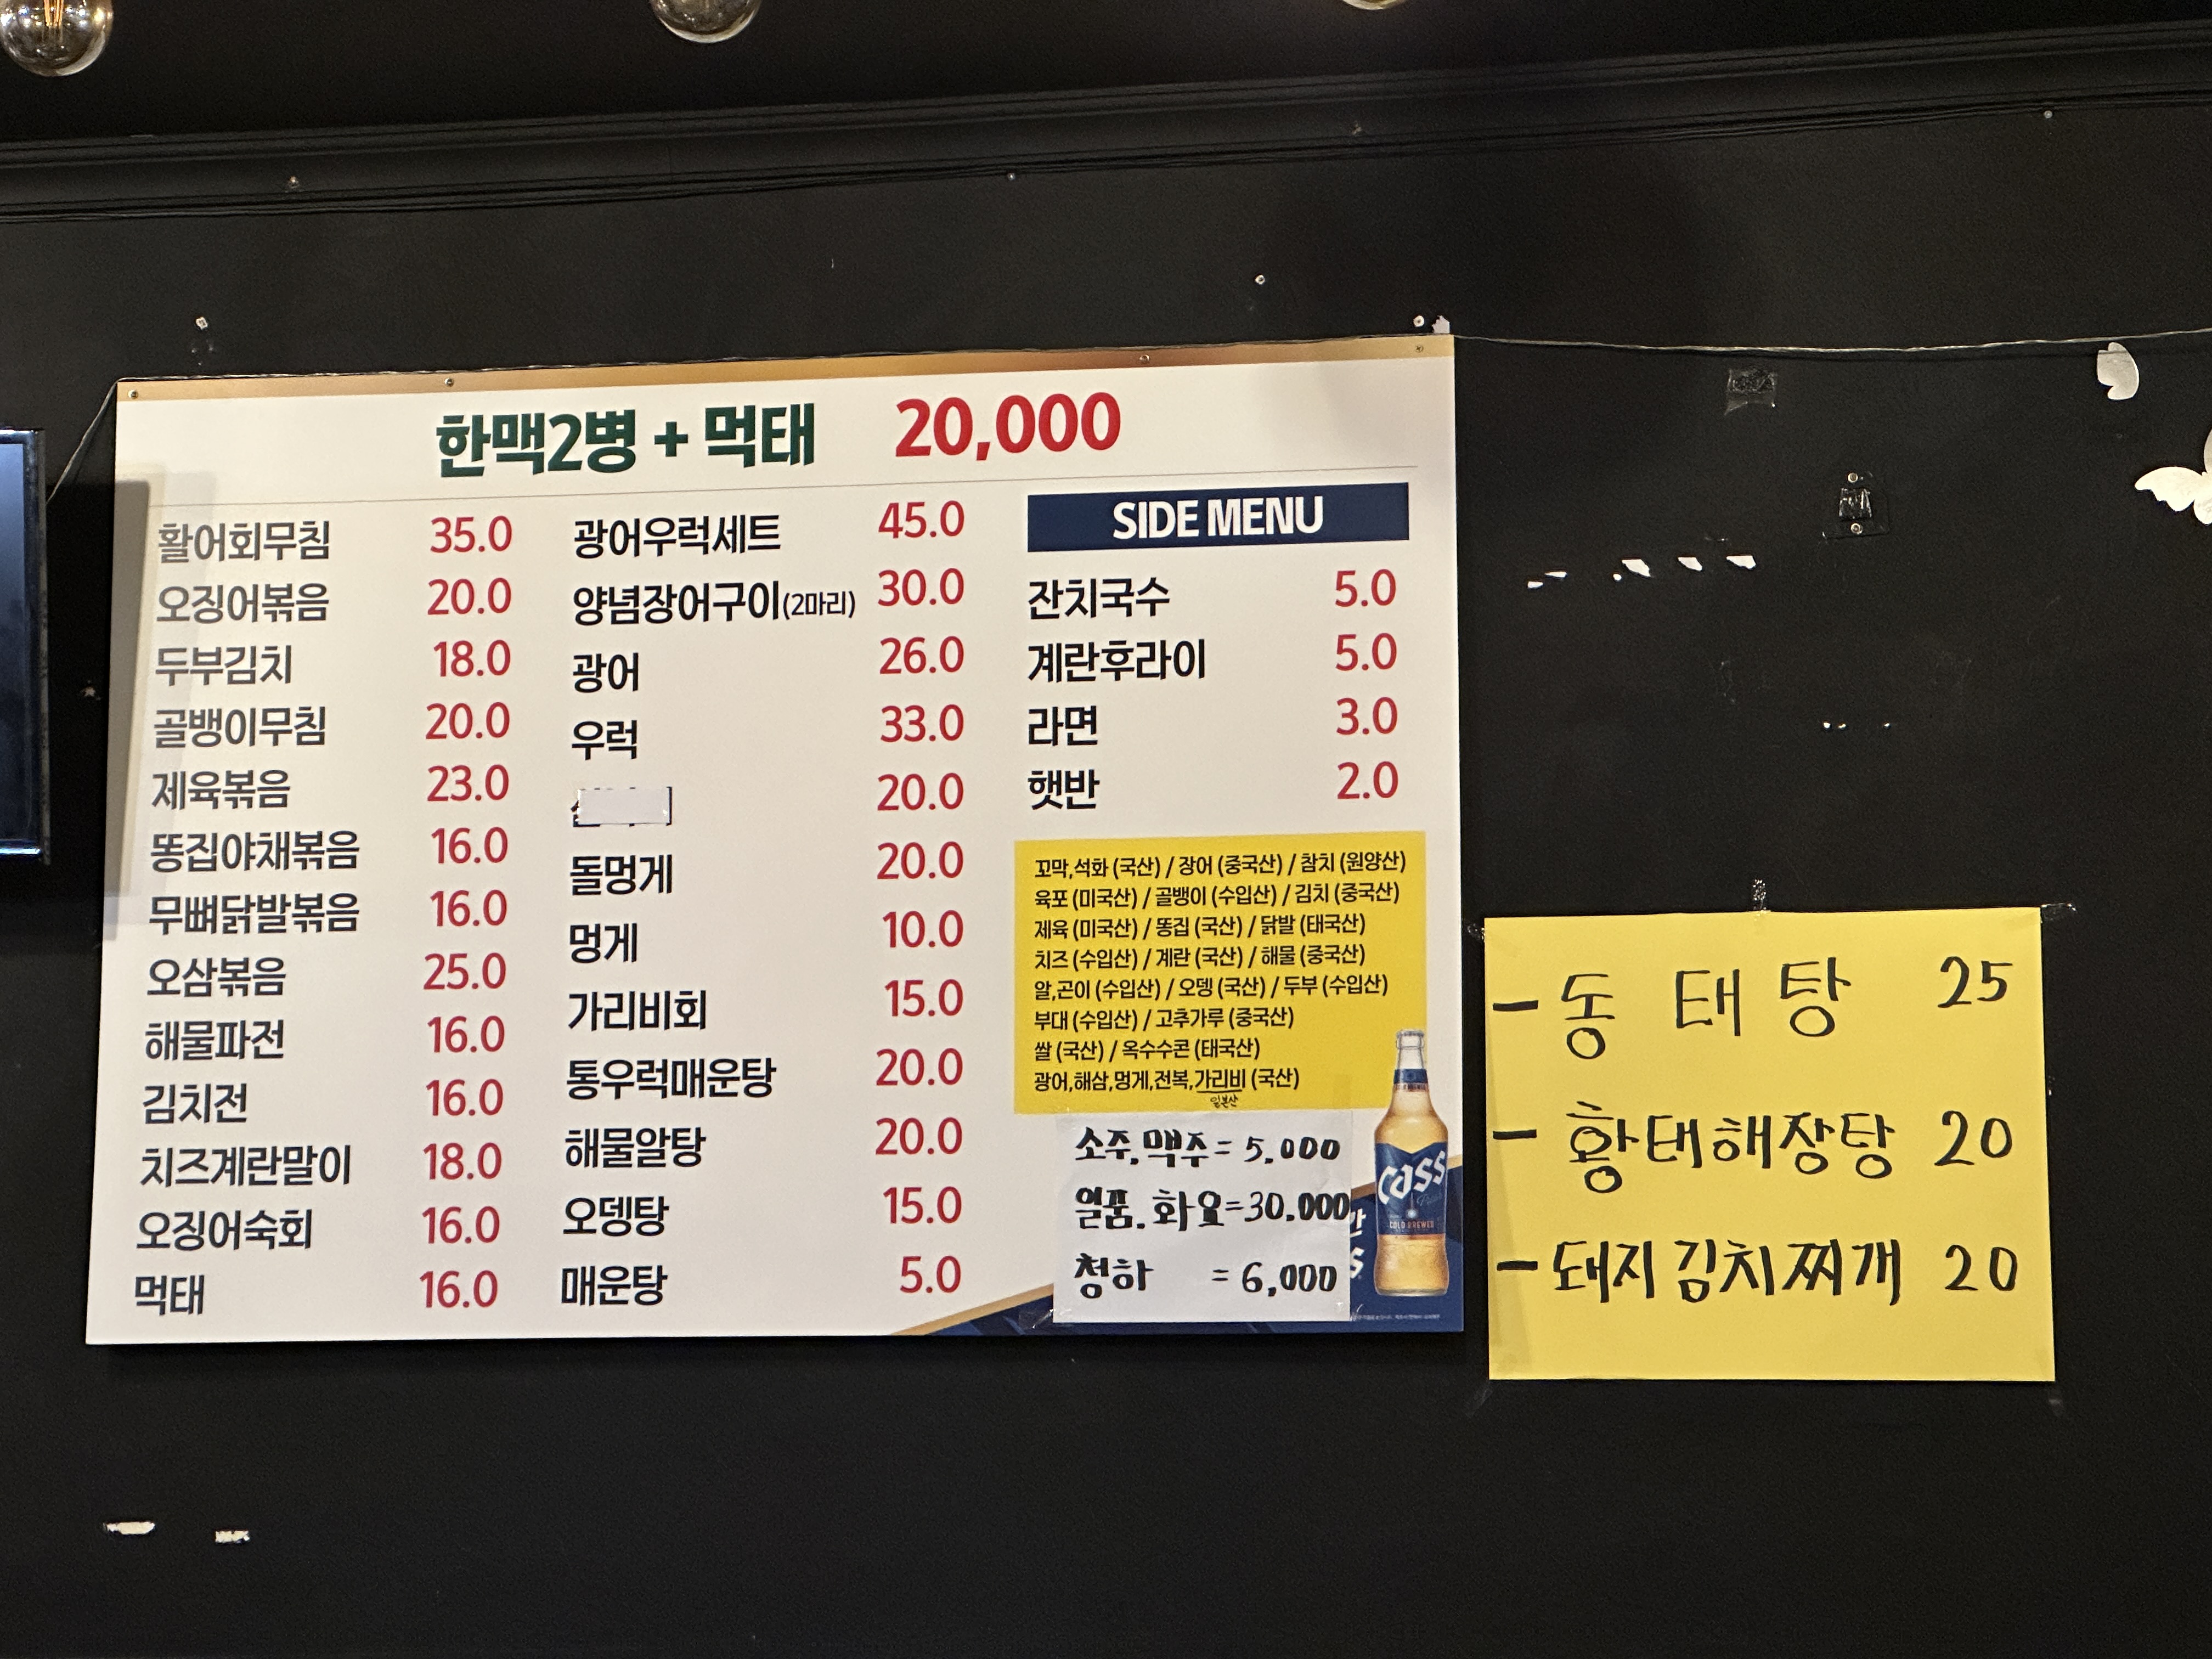 한맥2병 + 먹태 20,000
활어회무침 35.0
오징어볶음 20.0
두부김치 18.0
골뱅이무침 20.0
제육볶음 23.0
똥집야채볶음 16.0
무뼈닭발볶음 16.0
오삼볶음 25.0
해물파전 16.0
김치전 16.0
치즈계란말이 18.0
오징어숙회 16.0
먹태 16.0
광어우럭세트 45.0
양념장어구이(2마리) 30.0
광어 26.0
우럭 33.0
20.0
돌멍게 20.0
멍게 10.0
가리비회 15.0
통우럭매운탕 20.0
해물알탕 20.0
오뎅탕 15.0
매운탕 5.0
SIDE MENU
잔치국수 5.0
계란후라이 5.0
라면 3.0
햇반 2.0
꼬막,석화 (국산) / 장어 (중국산) / 참치 (원양산)
육포 (미국산) / 골뱅이 (수입산) / 김치 (중국산)
제육 (미국산) / 똥집 (국산) / 닭발 (태국산)
치즈 (수입산) / 계란 (국산) / 해물 (중국산)
알,곤이 (수입산) / 오뎅 (국산) / 두부 (수입산)
부대 (수입산) / 고추가루 (중국산)
쌀 (국산) / 옥수수콘 (태국산)
광어,해삼,멍게,전복,가리비 (국산)
일본산
소주,맥주= 5.000
일품. 화요=30.000
청하 = 6,000
Cass
COLD BREWED
- 동태탕 25
- 황태해장탕 20
- 돼지김치찌개 20